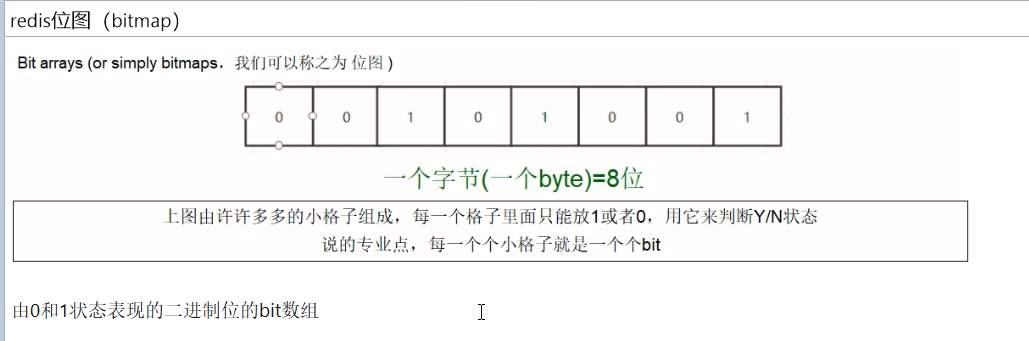 redis位图（bitmap）
Bit arrays (or simply bitmaps，我们可以称之为 位图 )
0 0 1 0 1 0 0 1
一个字节(一个byte)=8位
上图由许许多多的小格子组成，每一个格子里面只能放1或者0，用它来判断Y/N状态
说的专业点，每一个个小格子就是一个个bit
由0和1状态表现的二进制位的bit数组